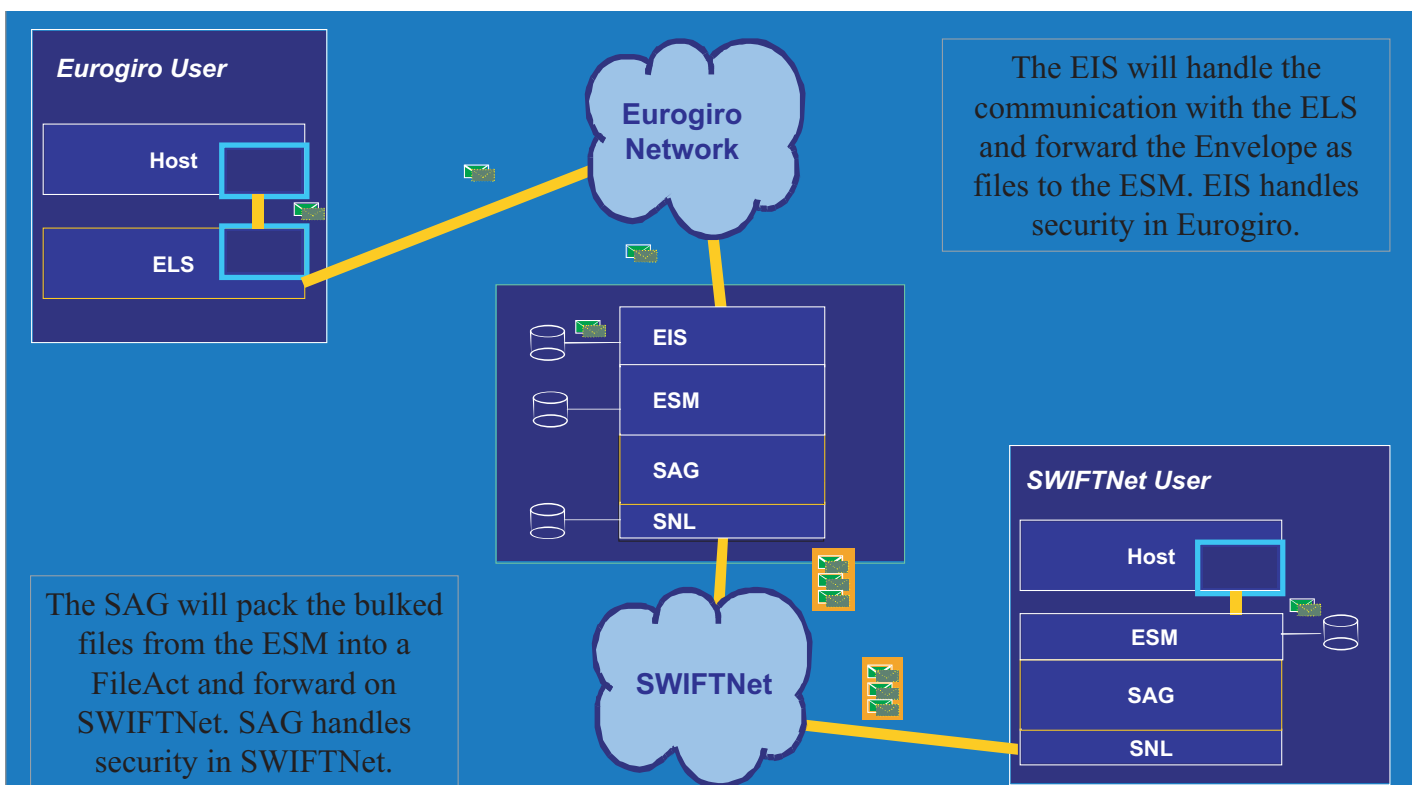 Eurogiro User
Host
ELS
Eurogiro
Network
The EIS will handle the
communication with the ELS
and forward the Envelope as
files to the ESM. EIS handles
security in Eurogiro.
EIS
ESM
SAG
SNL
The SAG will pack the bulked
files from the ESM into a
FileAct and forward on
SWIFTNet. SAG handles
security in SWIFTNet.
SWIFTNet
SWIFTNet User
Host
ESM
SAG
SNL